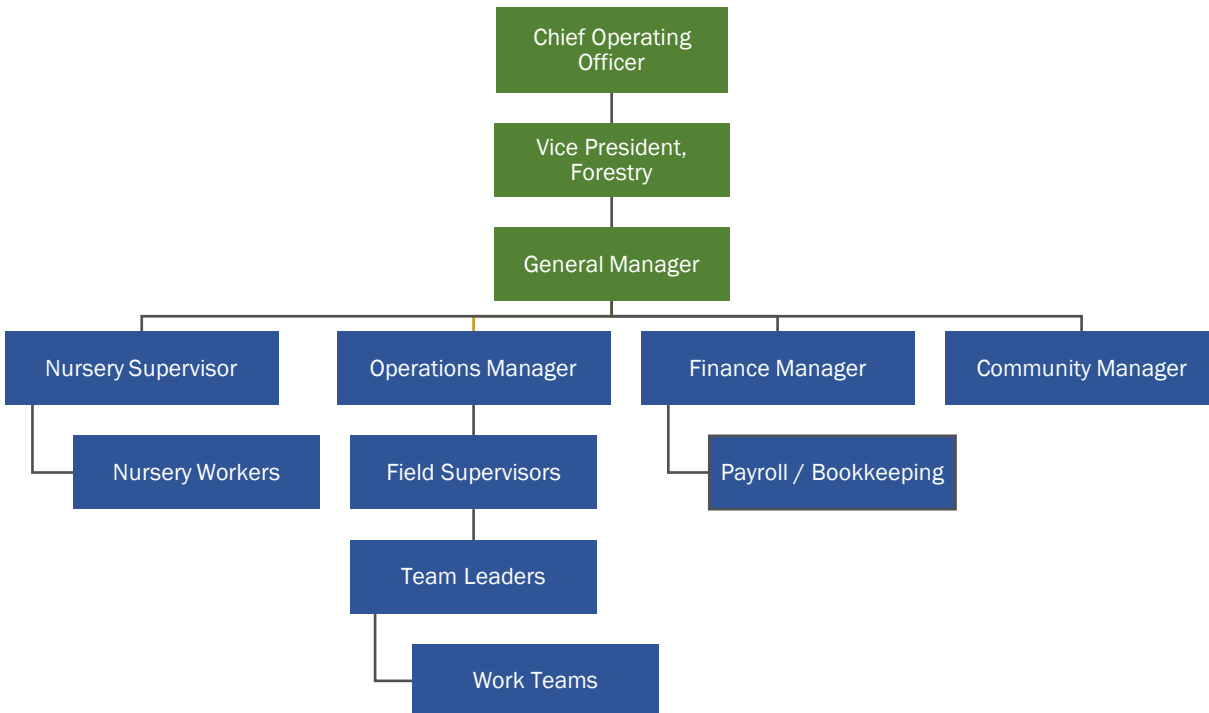 Chief Operating
Officer
Vice President,
Forestry
General Manager
Nursery Supervisor
Operations Manager
Finance Manager
Community Manager
Nursery Workers
Field Supervisors
Payroll / Bookkeeping
Team Leaders
Work Teams